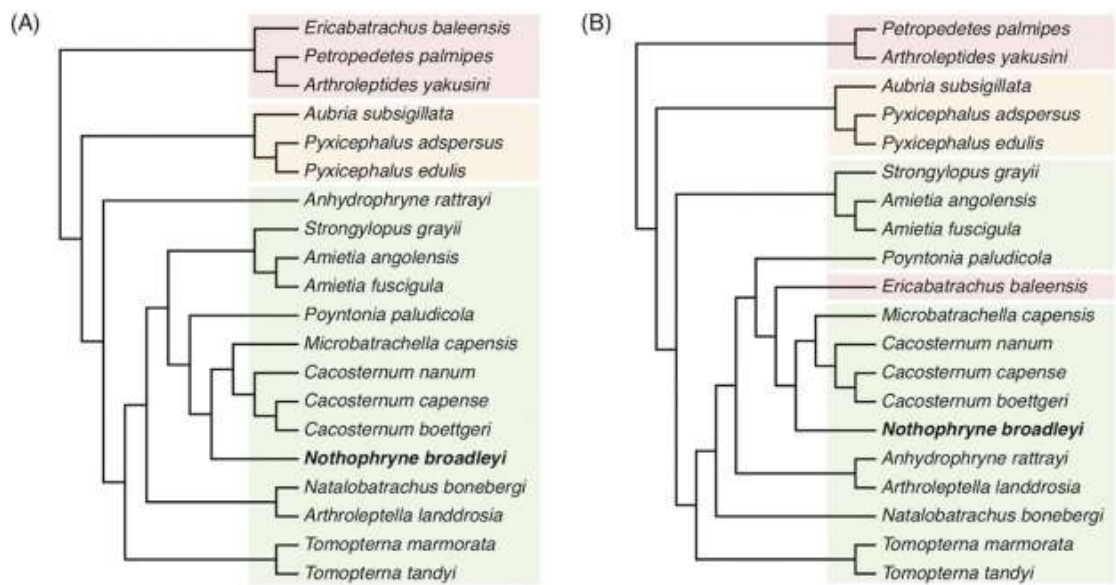 (A)
Ericabatrachus baleensis
Petropedetes palmipes
Arthroleptides yakusini
Aubria subsigillata
Pyxicephalus adspersus
Pyxicephalus edulis
Anhydrophryne rattrayi
Strongylopus grayii
Amietia angolensis
Amietia fuscigula
Poyntonia paludicola
Microbatrachella capensis
Cacosternum nanum
Cacosternum capense
Cacosternum boettgeri
Nothophryne broadleyi
Natalobatrachus bonebergi
Arthroleptella landdrosia
Tomopterna marmorata
Tomopterna tandyi
(B)
Petropedetes palmipes
Arthroleptides yakusini
Aubria subsigillata
Pyxicephalus adspersus
Pyxicephalus edulis
Strongylopus grayii
Amietia angolensis
Amietia fuscigula
Poyntonia paludicola
Ericabatrachus baleensis
Microbatrachella capensis
Cacosternum nanum
Cacosternum capense
Cacosternum boettgeri
Nothophryne broadleyi
Anhydrophryne rattrayi
Arthroleptella landdrosia
Natalobatrachus bonebergi
Tomopterna marmorata
Tomopterna tandyi